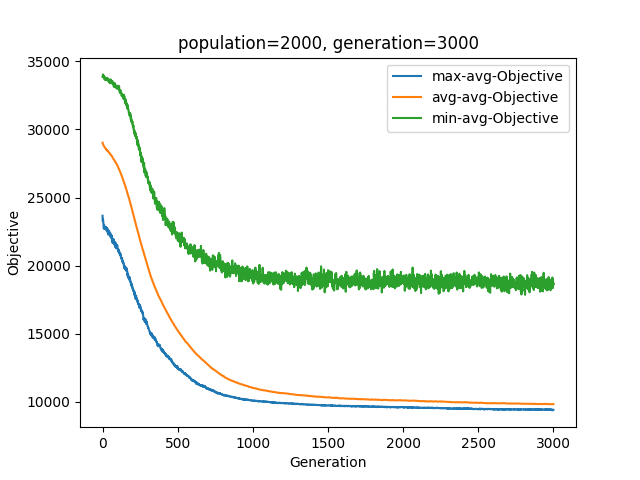 population=2000, generation=3000
max-avg-Objective
avg-avg-Objective
min-avg-Objective
Objective
35000
30000
25000
20000
15000
10000
0
500
1000
1500
2000
2500
3000
Generation